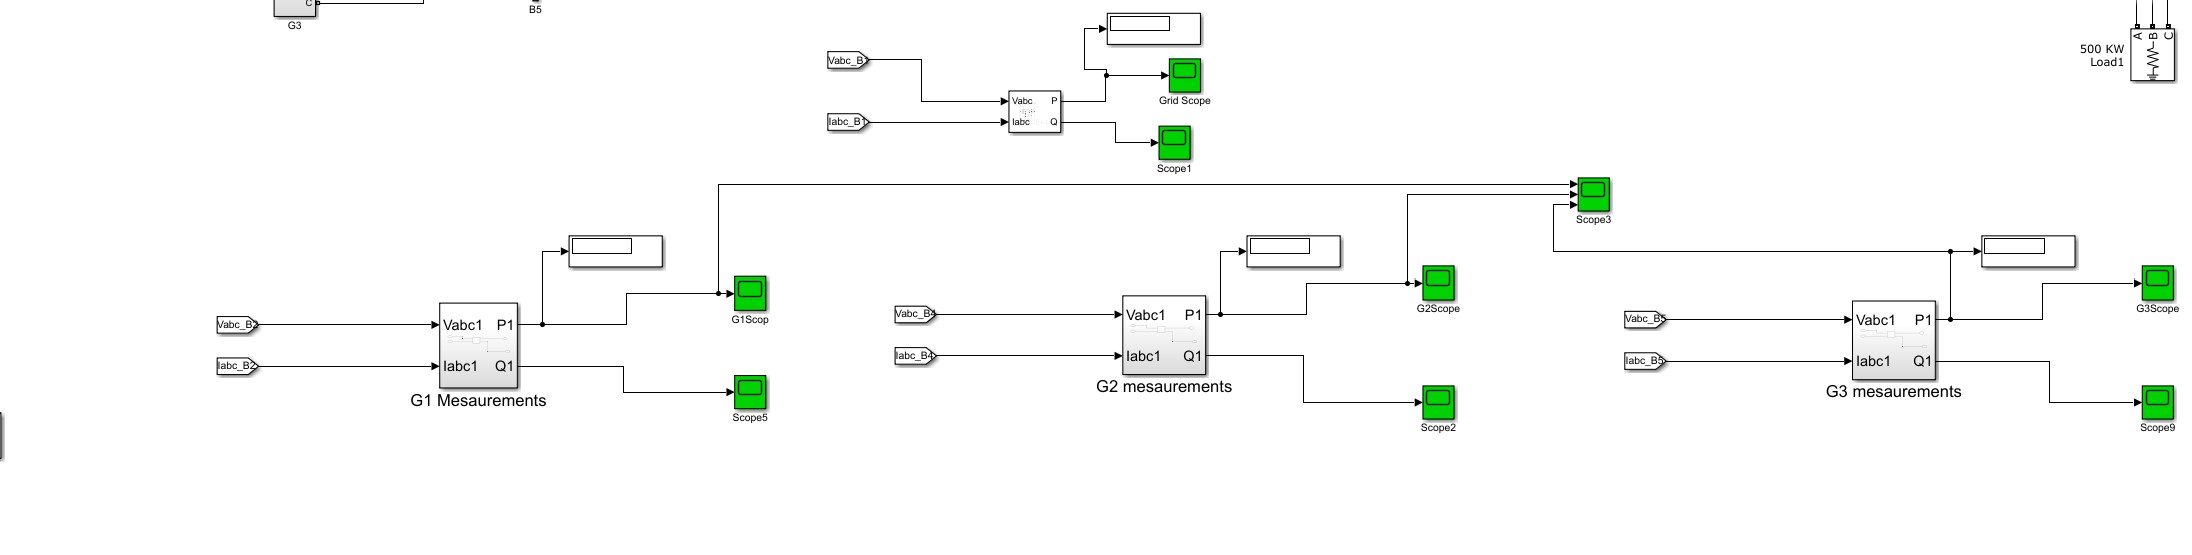 C
G3
B5
A
B
C
500 KW
Load1
Vabc_B1
Iabc_B1
Vabc
P
Iabc
Q
Grid Scope
Scope1
Scope3
Vabc_B2
Iabc_B2
Vabc1
P1
Iabc1
Q1
G1 Mesaurements
G1Scop
Scope5
Vabc_B4
Iabc_B4
Vabc1
P1
Iabc1
Q1
G2 mesaurements
G2Scope
Scope2
Vabc_B5
Iabc_B5
Vabc1
P1
Iabc1
Q1
G3 mesaurements
G3Scope
Scope9